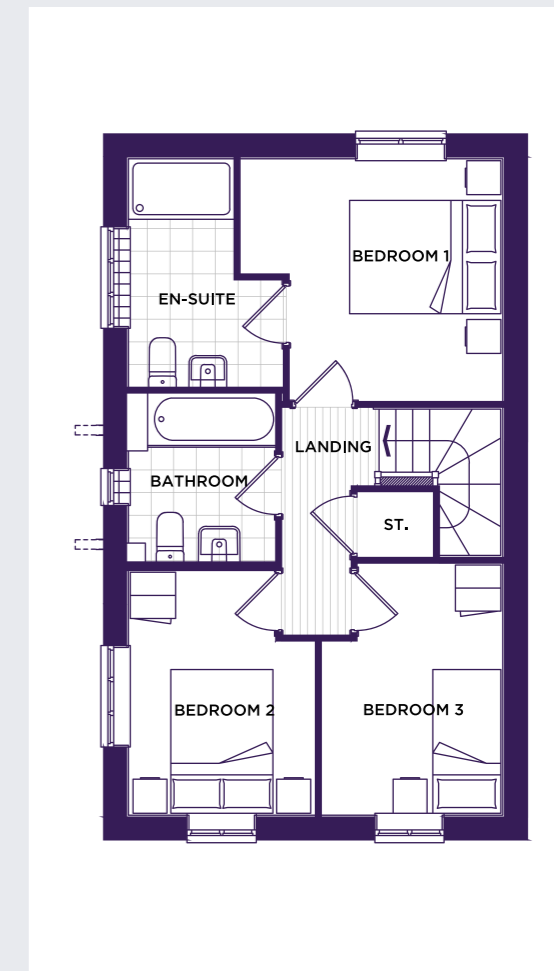 BEDROOM 1
EN-SUITE
LANDING
BATHROOM
ST.
BEDROOM 2
BEDROOM 3